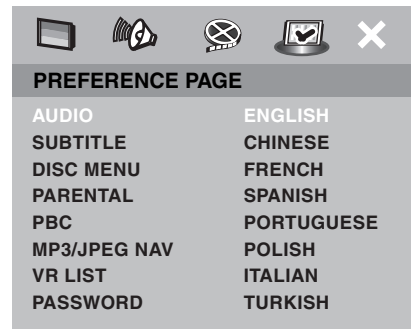 PREFERENCE PAGE
AUDIO ENGLISH
SUBTITLE CHINESE
DISC MENU FRENCH
PARENTAL SPANISH
PBC PORTUGUESE
MP3/JPEG NAV POLISH
VR LIST ITALIAN
PASSWORD TURKISH